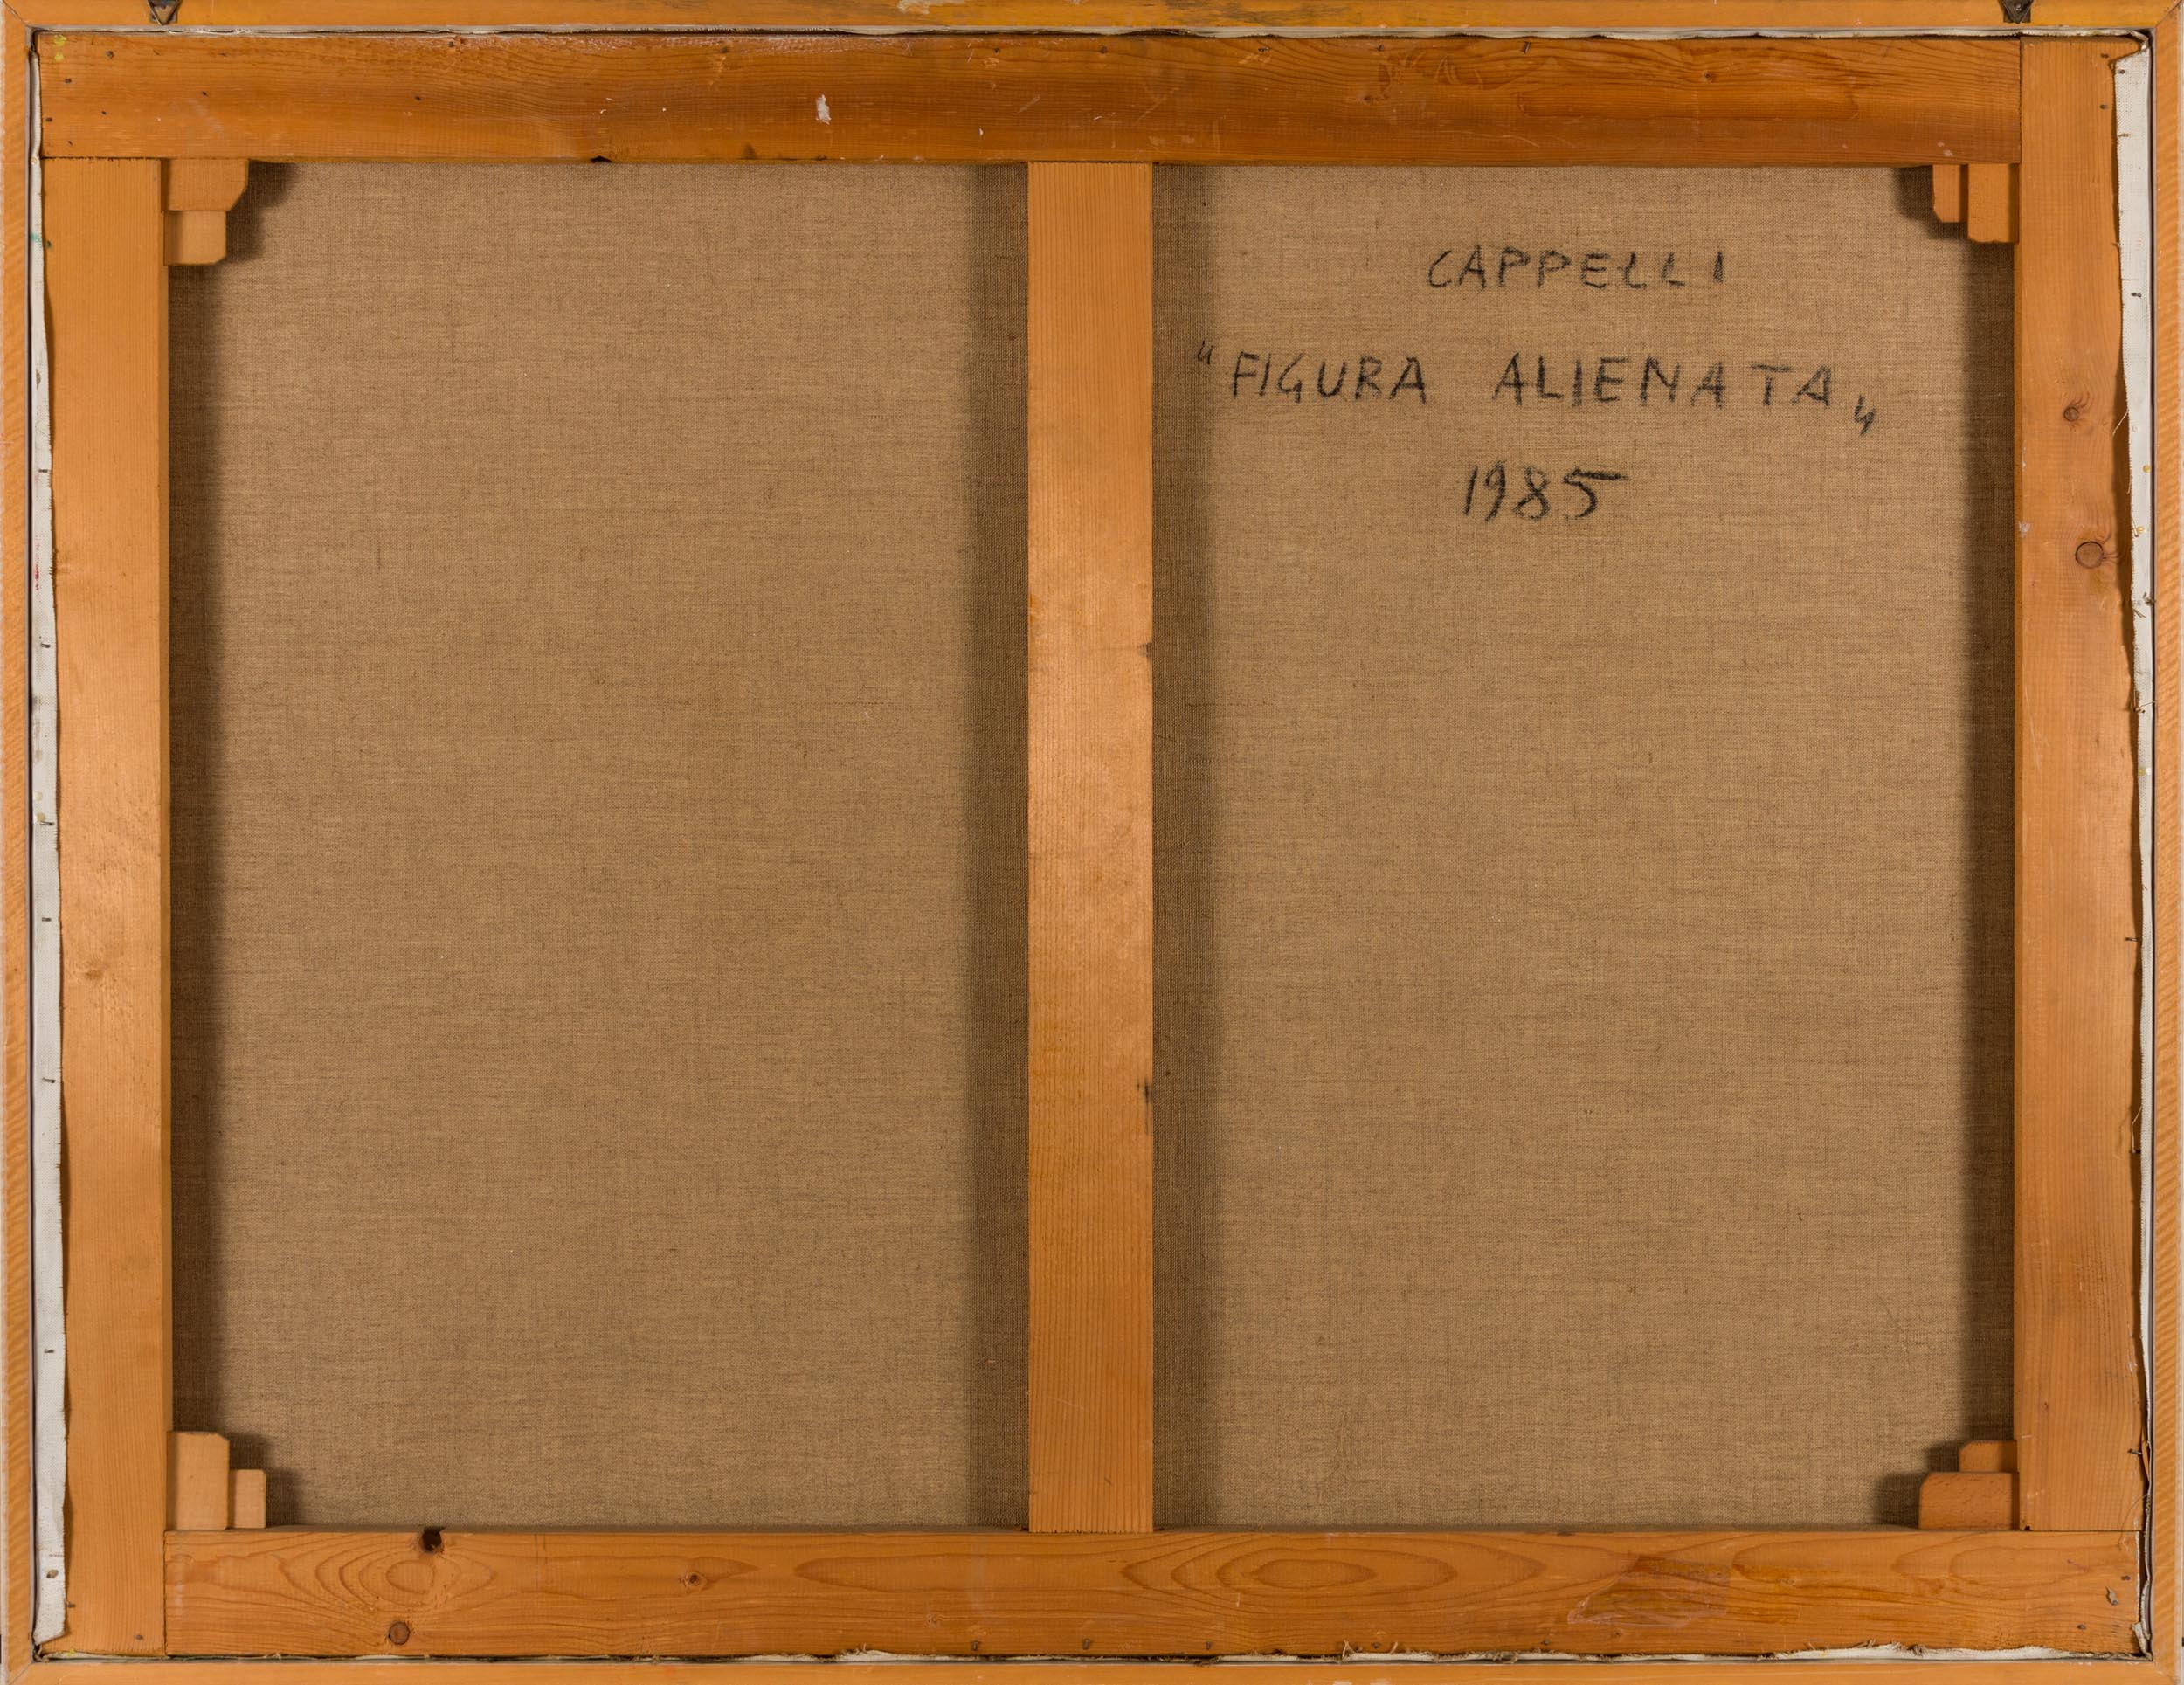 CAPPELLI
"FIGURA ALIENATA„
1985